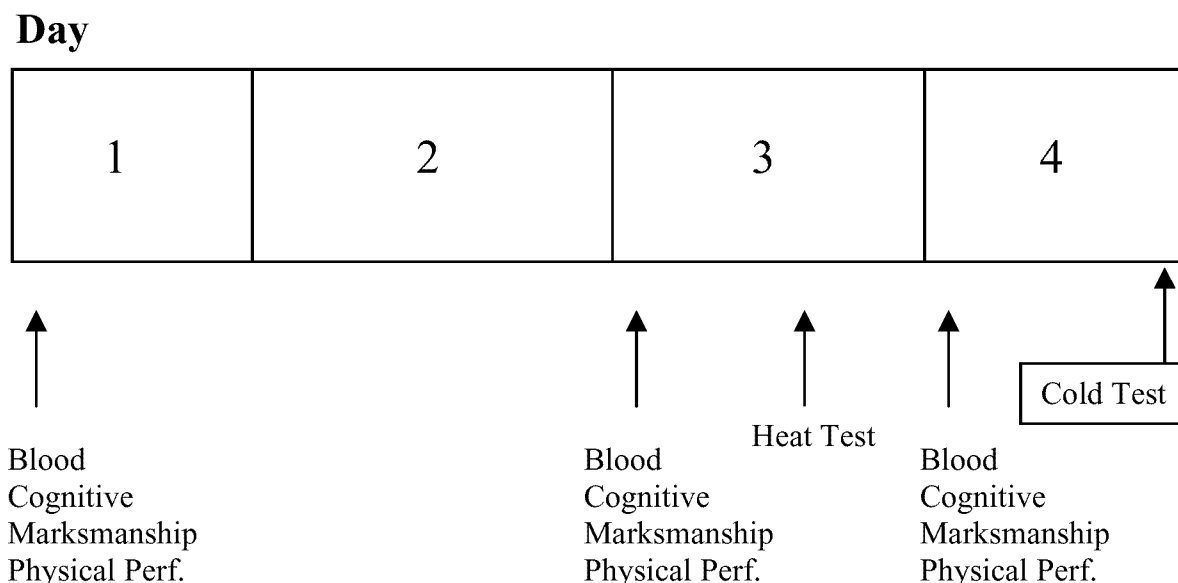 Day
1
2
3
4
Cold Test
Heat Test
Blood
Cognitive
Marksmanship
Physical Perf.
Blood
Cognitive
Marksmanship
Physical Perf.
Blood
Cognitive
Marksmanship
Physical Perf.